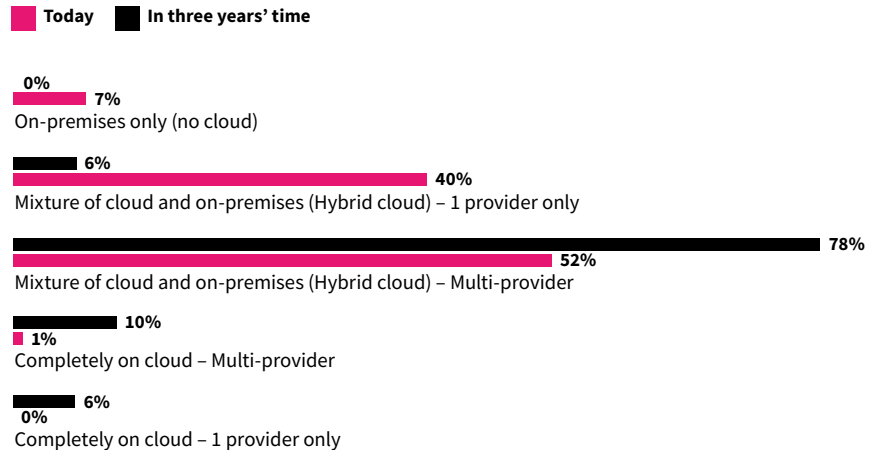 Today In three years’ time
0%
7%
On-premises only (no cloud)
6%
40%
Mixture of cloud and on-premises (Hybrid cloud) – 1 provider only
78%
52%
Mixture of cloud and on-premises (Hybrid cloud) – Multi-provider
10%
1%
Completely on cloud – Multi-provider
6%
0%
Completely on cloud – 1 provider only